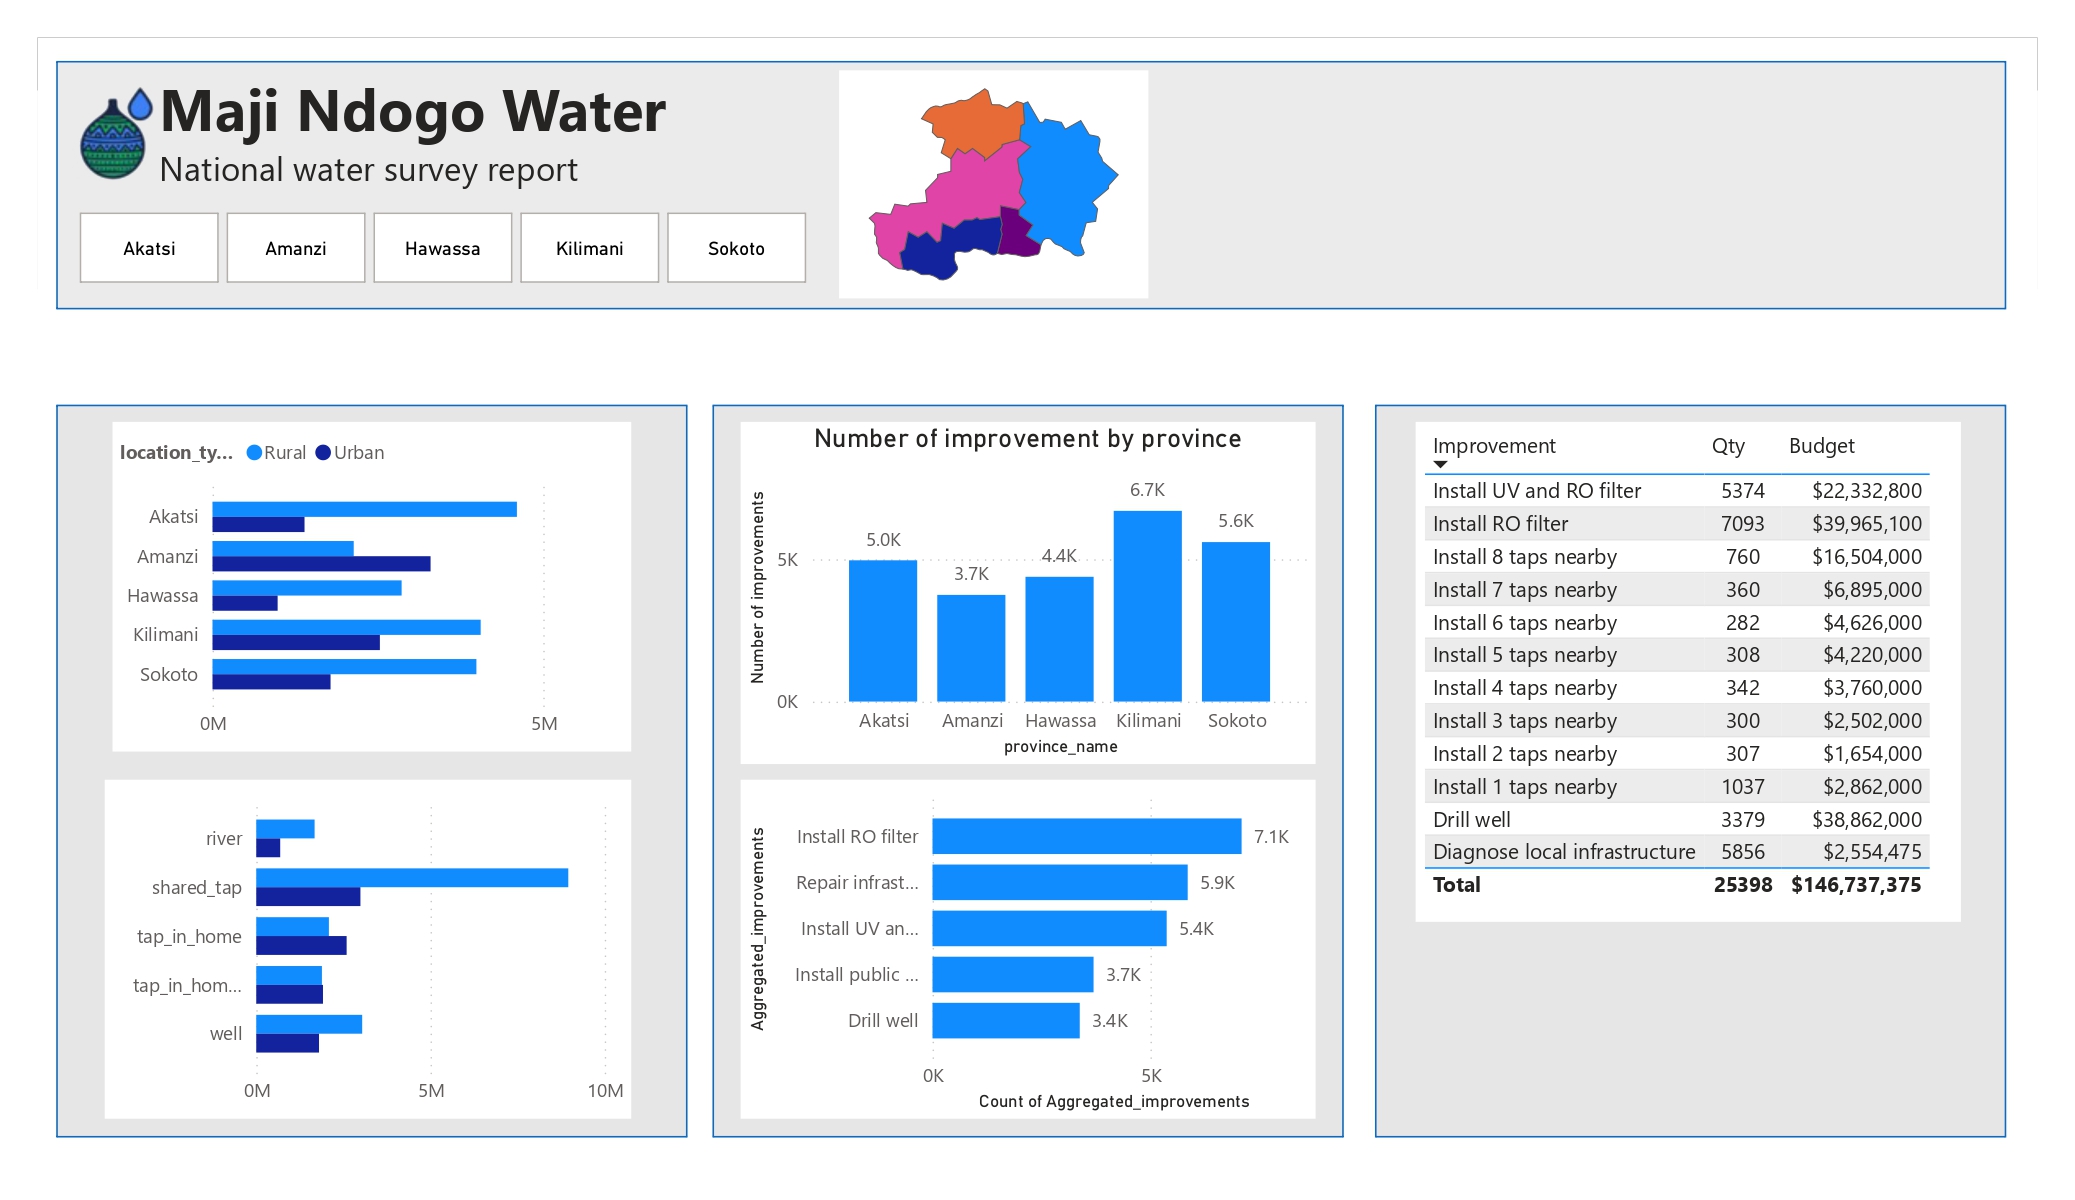 Maji Ndogo Water
National water survey report
Akatsi Amanzi Hawassa Kilimani Sokoto
location_ty... Rural Urban
Akatsi
Amanzi
Hawassa
Kilimani
Sokoto
0M 5M
river
shared_tap
tap_in_home
tap_in_hom...
well
0M 5M 10M
Number of improvement by province
Number of improvements
5K
0K
5.0K
3.7K
4.4K
6.7K
5.6K
Akatsi Amanzi Hawassa Kilimani Sokoto
province_name
Aggregated_improvements
Install RO filter 7.1K
Repair infrast... 5.9K
Install UV an... 5.4K
Install public ... 3.7K
Drill well 3.4K
0K 5K
Count of Aggregated_improvements
Improvement Qty Budget
Install UV and RO filter 5374 $22,332,800
Install RO filter 7093 $39,965,100
Install 8 taps nearby 760 $16,504,000
Install 7 taps nearby 360 $6,895,000
Install 6 taps nearby 282 $4,626,000
Install 5 taps nearby 308 $4,220,000
Install 4 taps nearby 342 $3,760,000
Install 3 taps nearby 300 $2,502,000
Install 2 taps nearby 307 $1,654,000
Install 1 taps nearby 1037 $2,862,000
Drill well 3379 $38,862,000
Diagnose local infrastructure 5856 $2,554,475
Total 25398 $146,737,375